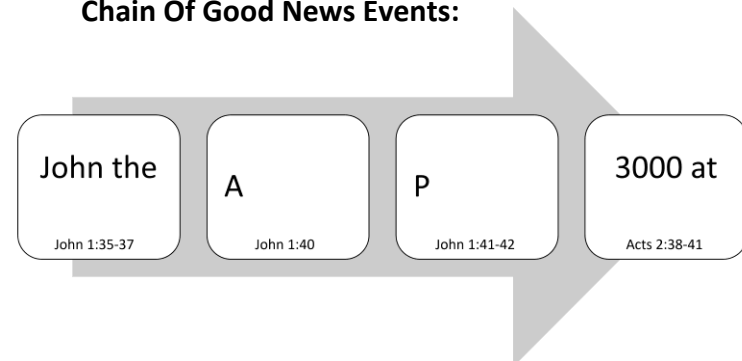 Chain Of Good News Events:
John the
John 1:35-37
A
John 1:40
P
John 1:41-42
3000 at
Acts 2:38-41